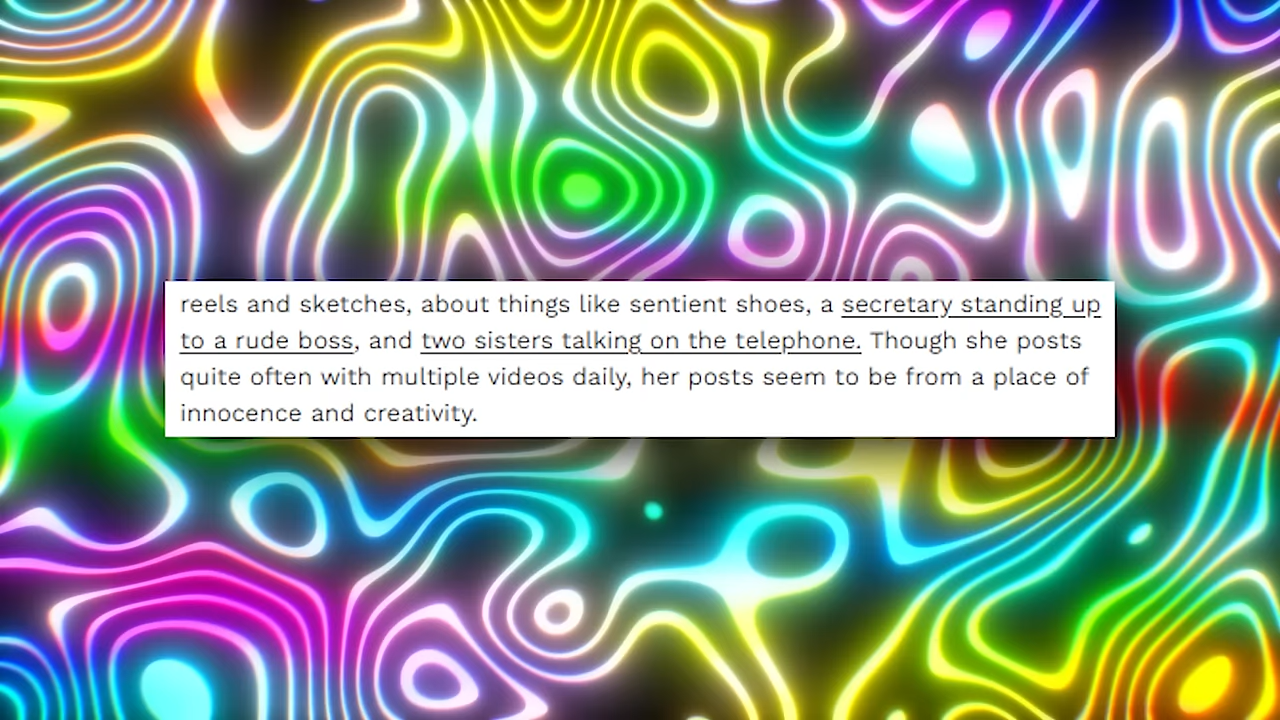 reels and sketches, about things like sentient shoes, a secretary standing up
to a rude boss, and two sisters talking on the telephone. Though she posts
quite often with multiple videos daily, her posts seem to be from a place of
innocence and creativity.